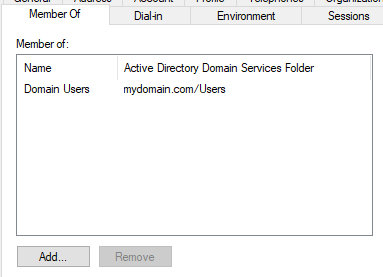 General Address Account Profile Telephones Organization
Member Of Dial-in Environment Sessions
Member of:
Name Active Directory Domain Services Folder
Domain Users mydomain.com/Users
Add... Remove